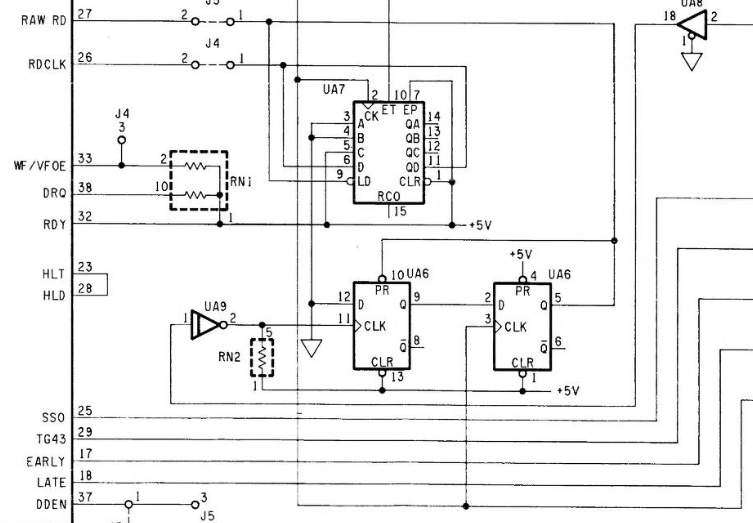 J5
UA8
RAW RD 27 2 1
18 2
1
J4
RDCLK 26 2 1
UA7
2 10 7
CK ET EP
J4
3
3 A QA 14
4 B QB 13
5 C QC 12
6 D QD 11
9 LD CLR 1
RCO
15
WF/VFOE 33 2
RN1
DRQ 38 10
RDY 32 1 +5V
HLT 23
HLD 28
+5V
10 UA6 4 UA6
PR PR
12 D Q 9 2 D Q 5
UA9
1 2 11 CLK 3 CLK
5
RN2
Q 8 Q 6
CLR CLR
1 13 1 +5V
SSO 25
TG43 29
EARLY 17
LATE 18
DDEN 37 1 3
J5